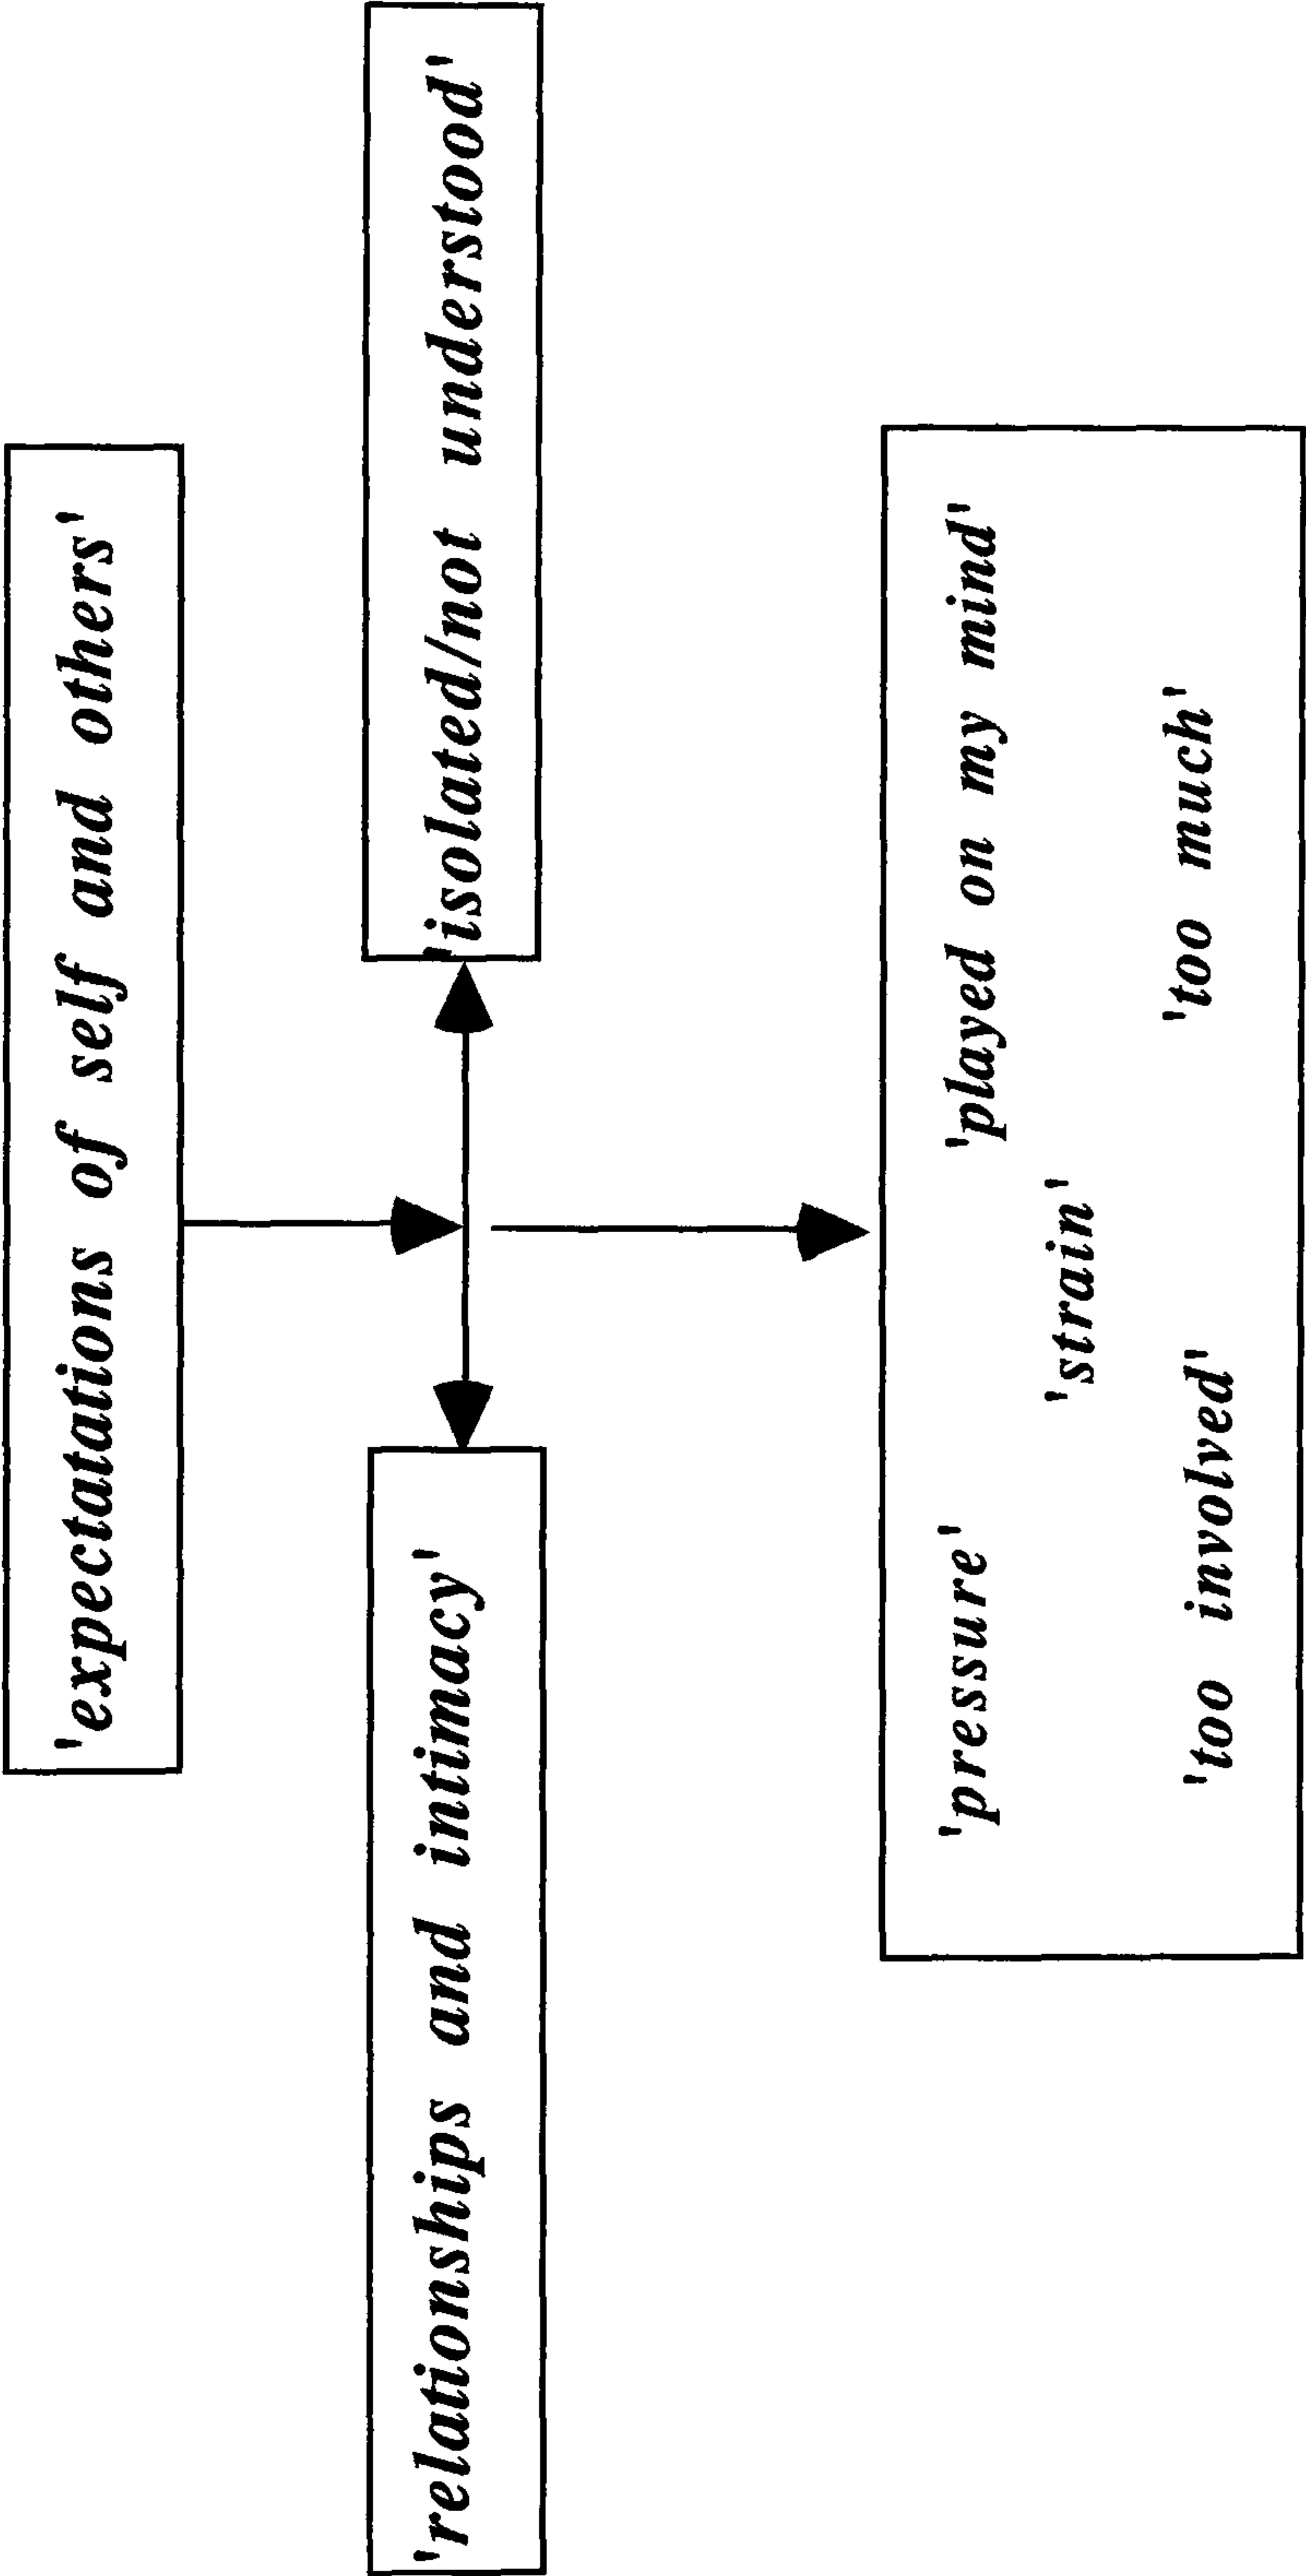 'expectatations of self and others'
'relationships and intimacy'
'isolated/not understood'
'pressure'
'played on my mind'
'strain'
'too involved'
'too much'